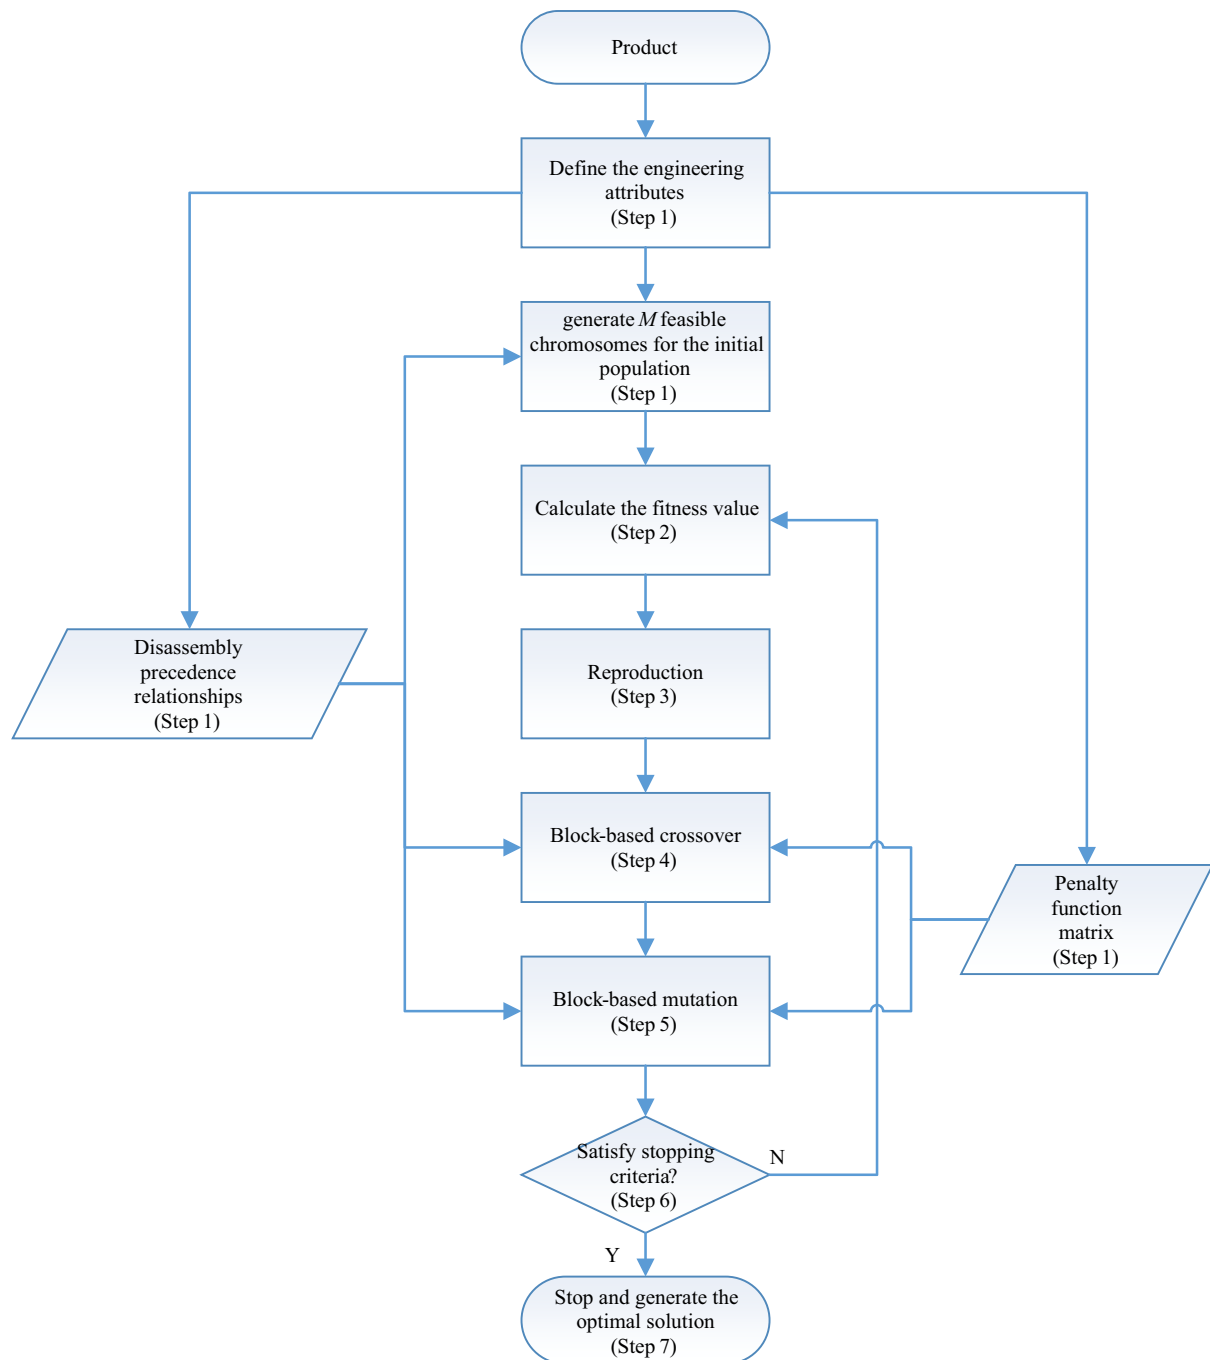 Product
Define the engineering
attributes
(Step 1)
generate M feasible
chromosomes for the initial
population
(Step 1)
Calculate the fitness value
(Step 2)
Disassembly
precedence
relationships
(Step 1)
Reproduction
(Step 3)
Block-based crossover
(Step 4)
Penalty
function
matrix
(Step 1)
Block-based mutation
(Step 5)
Satisfy stopping
criteria?
(Step 6)
N
Y
Stop and generate the
optimal solution
(Step 7)